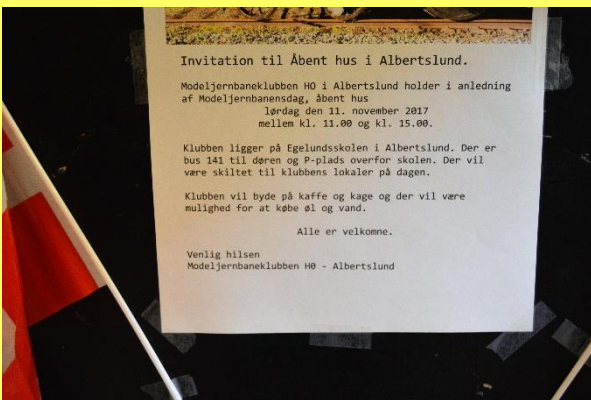 Invitation til Åbent hus i Albertslund.
Modeljernbaneklubben HO i Albertslund holder i anledning
af Modeljernbanensdag, åbent hus
lørdag den 11. november 2017
mellem kl. 11.00 og kl. 15.00.
Klubben ligger på Egelundsskolen i Albertslund. Der er
bus 141 til døren og P-plads overfor skolen. Der vil
være skiltet til klubbens lokaler på dagen.
Klubben vil byde på kaffe og kage og der vil være
mulighed for at købe øl og vand.
Alle er velkomne.
Venlig hilsen
Modeljernbaneklubben H0 - Albertslund